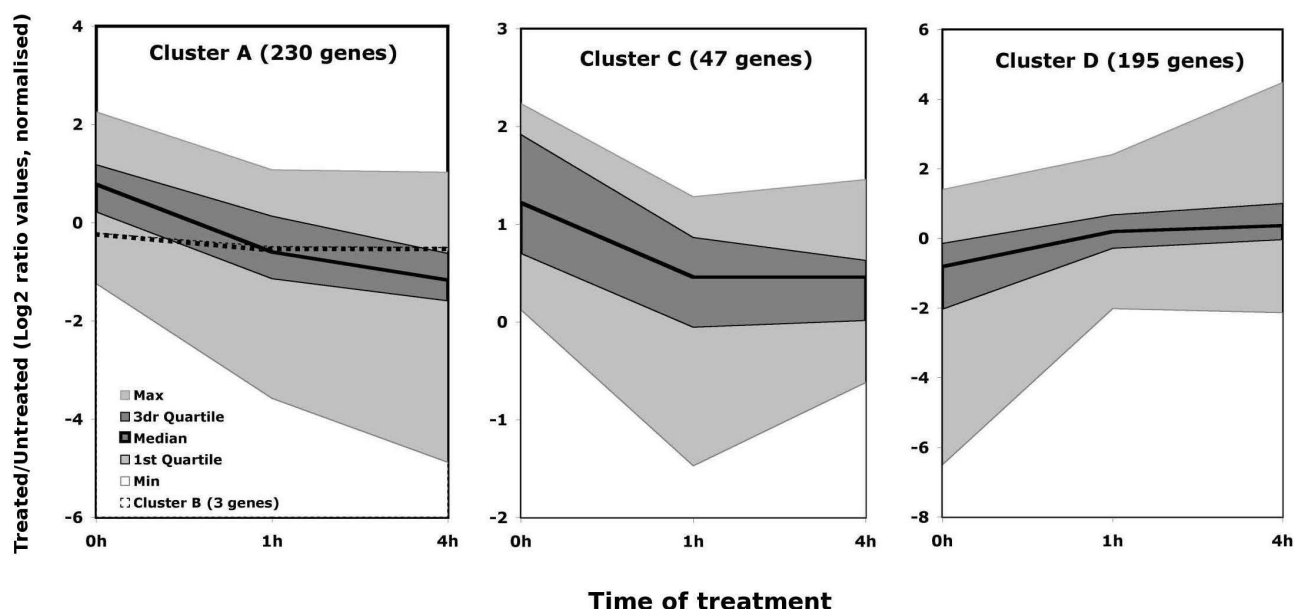 Treated/Untreated (Log2 ratio values, normalised)
Cluster A (230 genes)
4
2
0
-2
-4
-6
Max
3dr Quartile
Median
1st Quartile
Min
Cluster B (3 genes)
0h 1h 4h
Cluster C (47 genes)
3
2
1
0
-1
-2
0h 1h 4h
Cluster D (195 genes)
6
4
2
0
-2
-4
-6
-8
0h 1h 4h
Time of treatment